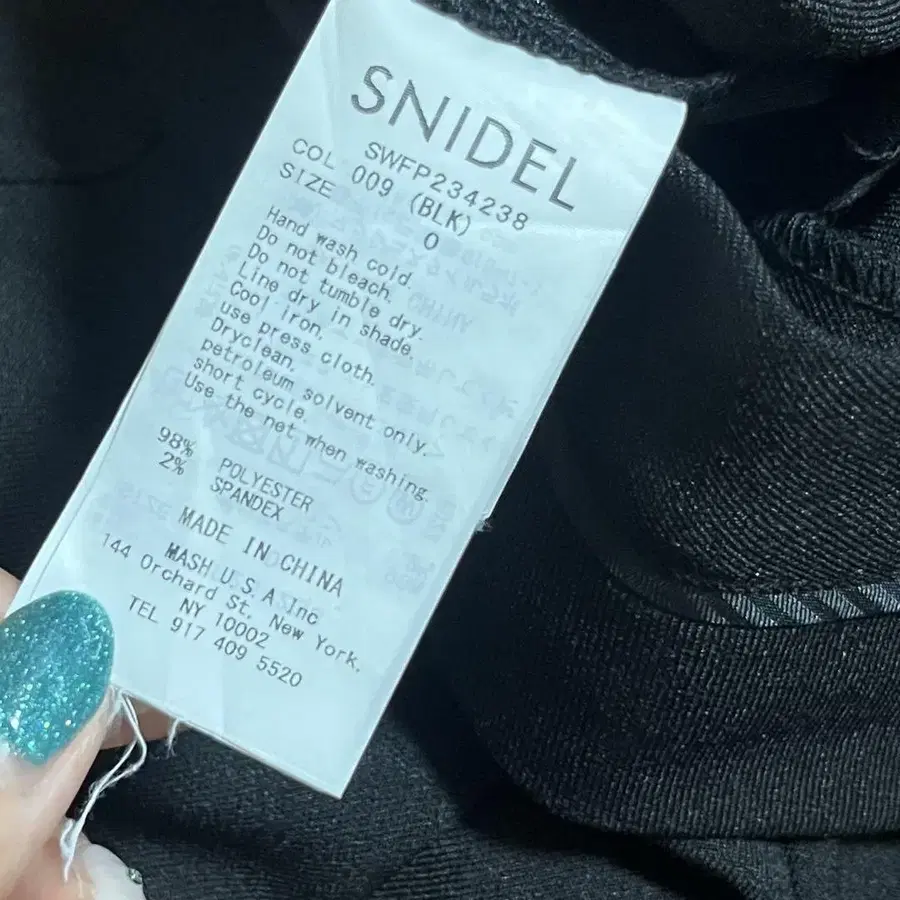 SNIDEL
SWFP234238
COL 009 (BLK)
SIZE 0
Hand wash cold.
Do not bleach.
Do not tumble dry.
Line dry in shade.
Cool iron.
use press cloth.
Dryclean.
petroleum solvent only.
short cycle.
Use the net when washing.
98% POLYESTER
2% SPANDEX
MADE IN CHINA
MASH U.S.A Inc
144 Orchard St. New York.
NY 10002
TEL 917 409 5520